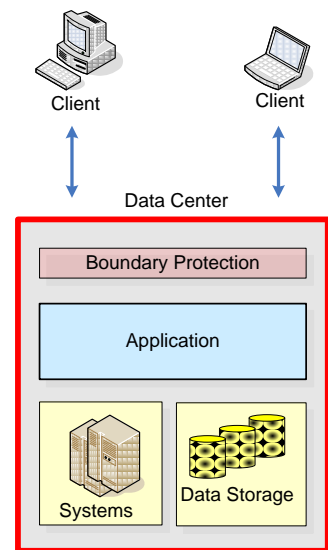 Client
Client
Data Center
Boundary Protection
Application
Systems
Data Storage